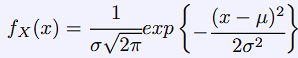 f_X(x) = \frac{1}{\sigma\sqrt{2\pi}} exp \left\{ -\frac{(x-\mu)^2}{2\sigma^2} \right\}